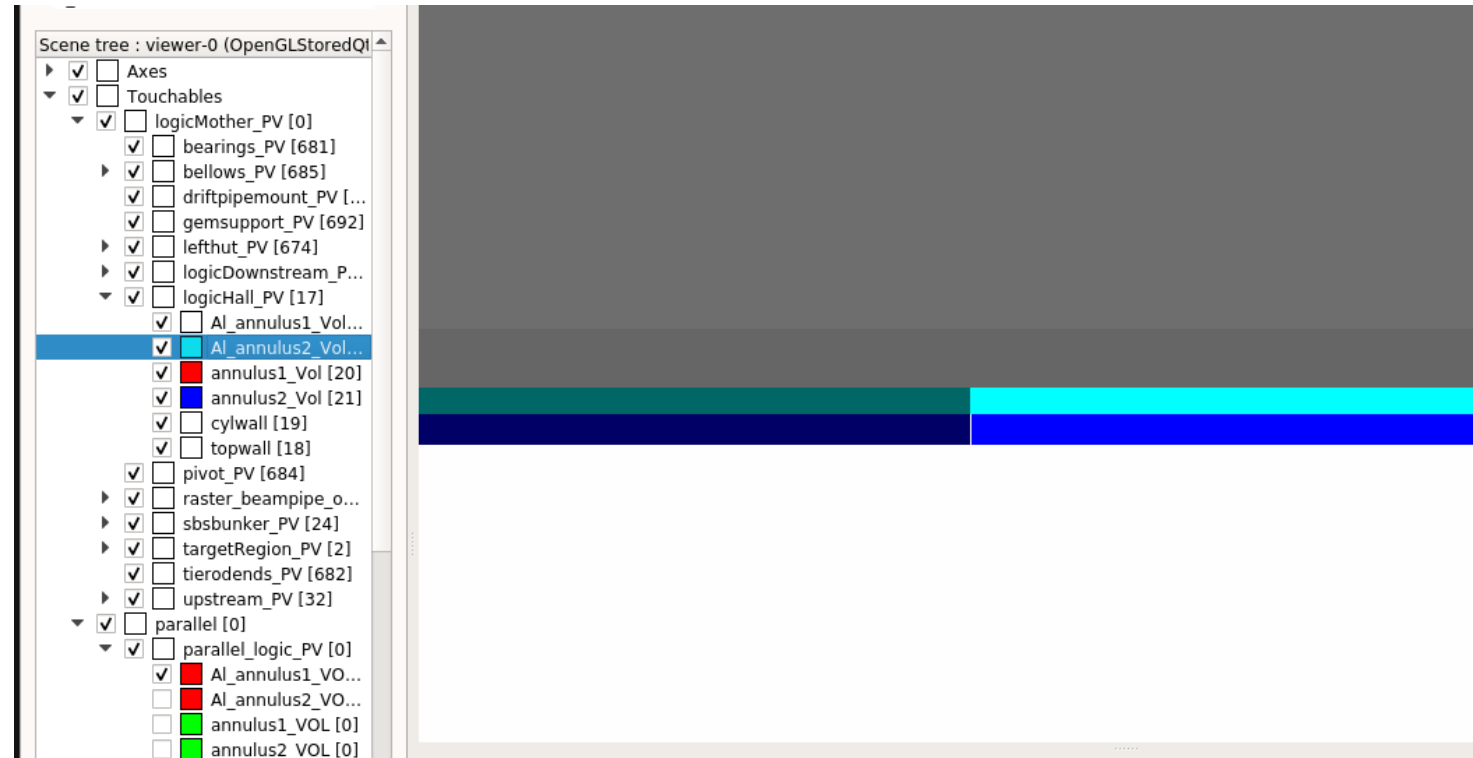 Scene tree : viewer-0 (OpenGLStoredQt
Axes
Touchables
logicMother_PV [0]
bearings_PV [681]
bellows_PV [685]
driftpipemount_PV [...
gemsupport_PV [692]
lefthut_PV [674]
logicDownstream_P...
logicHall_PV [17]
Al_annulus1_Vol...
Al_annulus2_Vol...
annulus1_Vol [20]
annulus2_Vol [21]
cylwall [19]
topwall [18]
pivot_PV [684]
raster_beampipe_o...
sbsbunker_PV [24]
targetRegion_PV [2]
tierodends_PV [682]
upstream_PV [32]
parallel [0]
parallel_logic_PV [0]
Al_annulus1_VO...
Al_annulus2_VO...
annulus1_VOL [0]
annulus2_VOL [0]